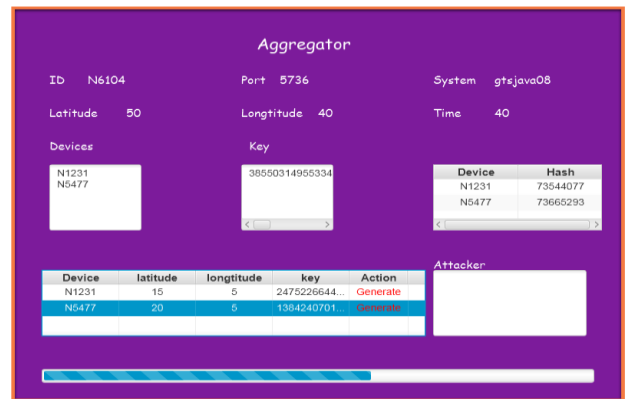 Aggregator
ID N6104 Port 5736 System gtsjava08
Latitude 50 Longtitude 40 Time 40
Devices Key
N1231
N5477
38550314955334
Device Hash
N1231 73544077
N5477 73665293
Attacker
Device latitude longtitude key Action
N1231 15 5 2475226644... Generate
N5477 20 5 1384240701... Generate